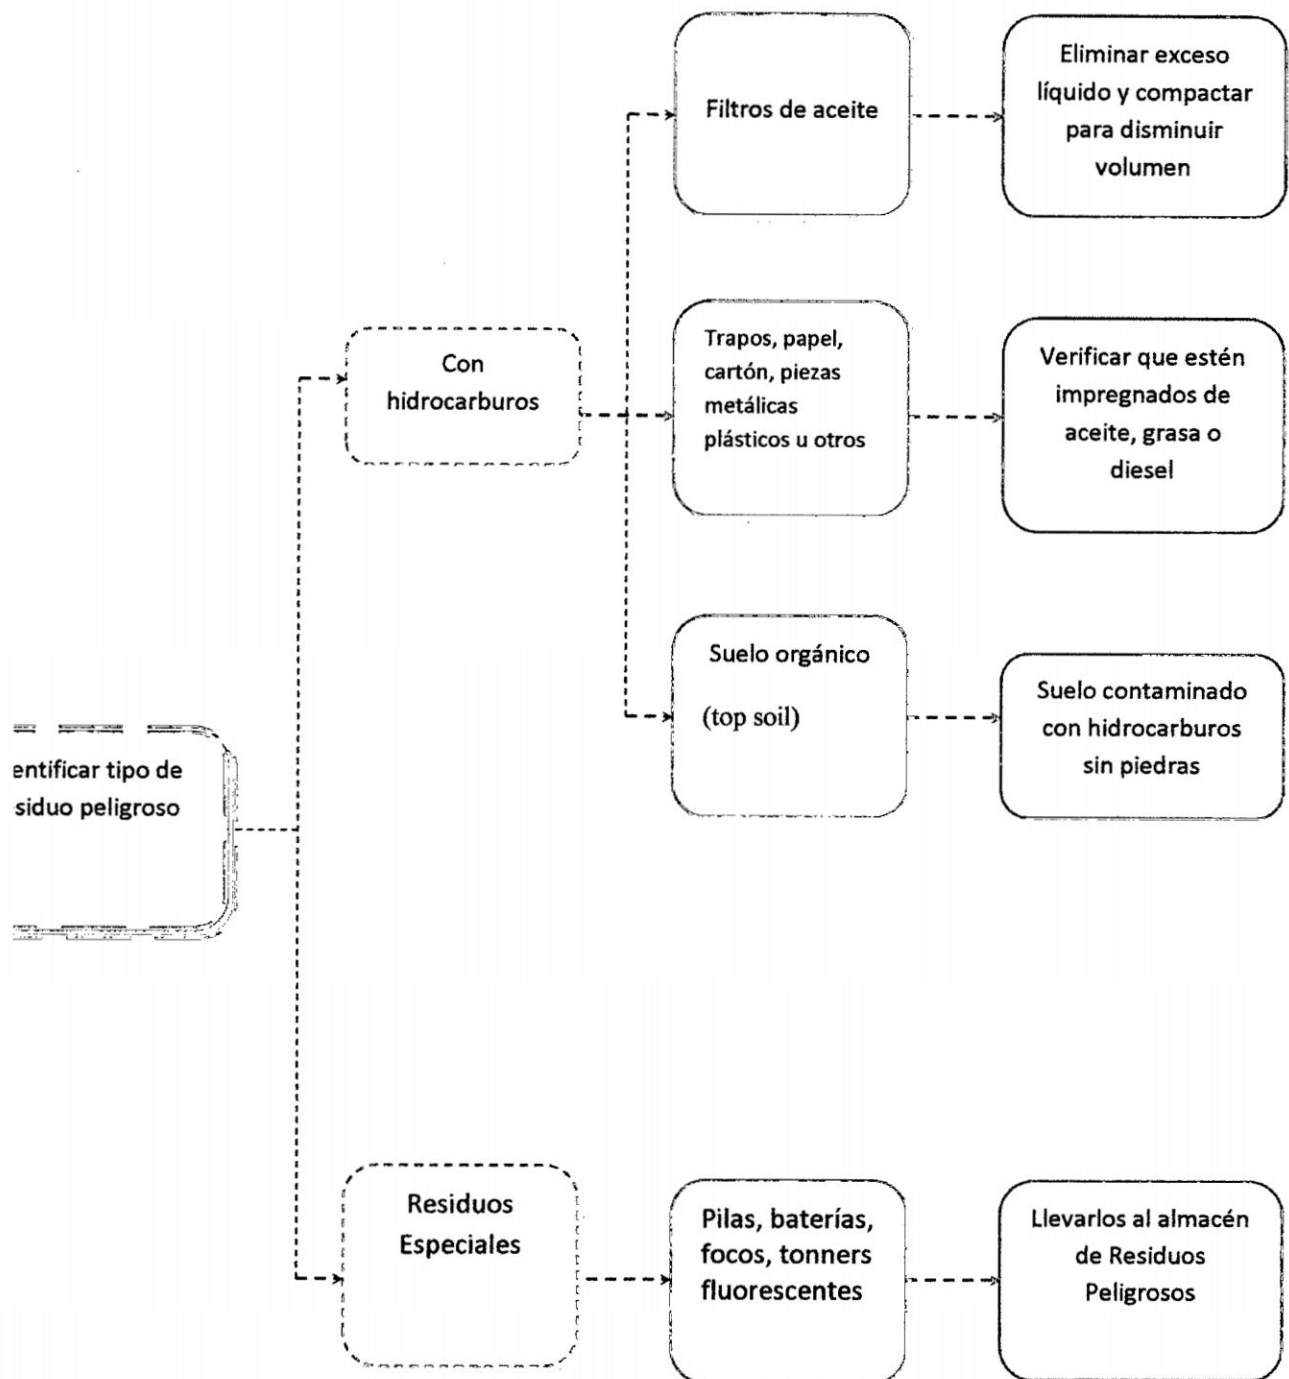 Filtros de aceite
Eliminar exceso
líquido y compactar
para disminuir
volumen
Con
hidrocarburos
Trapos, papel,
cartón, piezas
metálicas
plásticos u otros
Verificar que estén
impregnados de
aceite, grasa o
diesel
Suelo orgánico
(top soil)
Suelo contaminado
con hidrocarburos
sin piedras
entificar tipo de
siduo peligroso
Residuos
Especiales
Pilas, baterías,
focos, tonners
fluorescentes
Llevarlos al almacén
de Residuos
Peligrosos